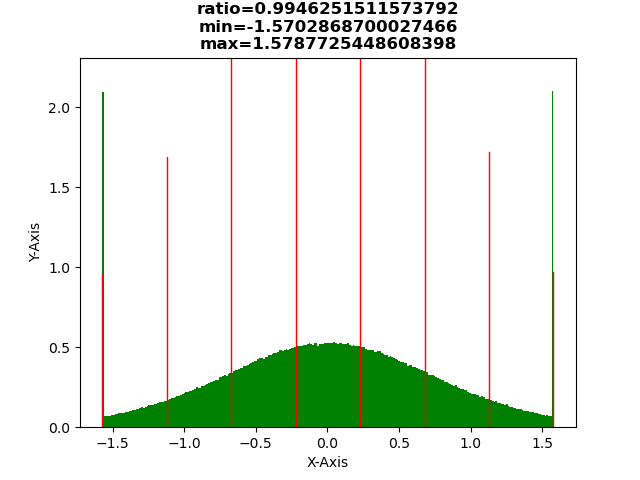 ratio=0.9946251511573792
min=-1.5702868700027466
max=1.5787725448608398
2.0
1.5
1.0
0.5
0.0
Y-Axis
−1.5 −1.0 −0.5 0.0 0.5 1.0 1.5
X-Axis